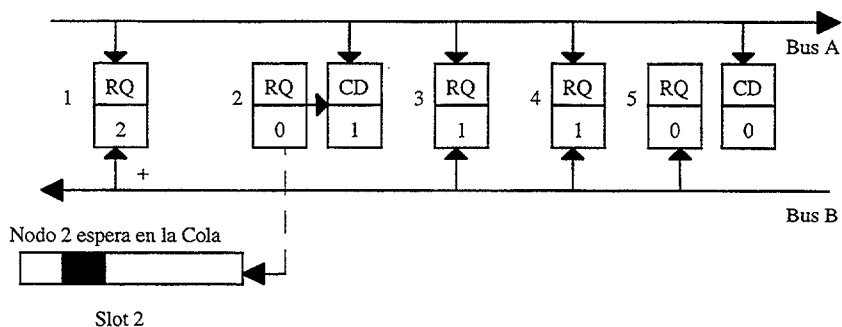 Bus A
1 RQ 2 RQ CD 3 RQ 4 RQ 5 RQ CD
2 0 1 1 1 0 0
+
Bus B
Nodo 2 espera en la Cola
Slot 2